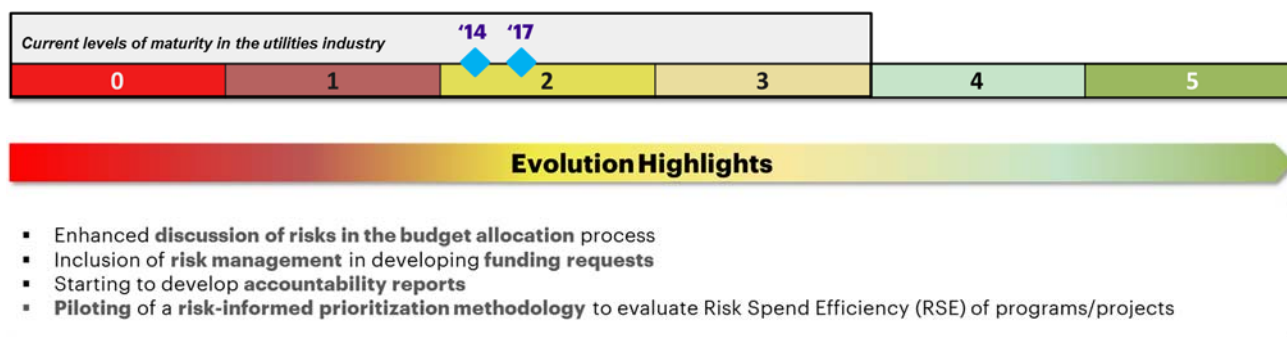 ‘14 ‘17
Current levels of maturity in the utilities industry
0 1 2 3 4 5
Evolution Highlights
▪ Enhanced discussion of risks in the budget allocation process
▪ Inclusion of risk management in developing funding requests
▪ Starting to develop accountability reports
▪ Piloting of a risk-informed prioritization methodology to evaluate Risk Spend Efficiency (RSE) of programs/projects